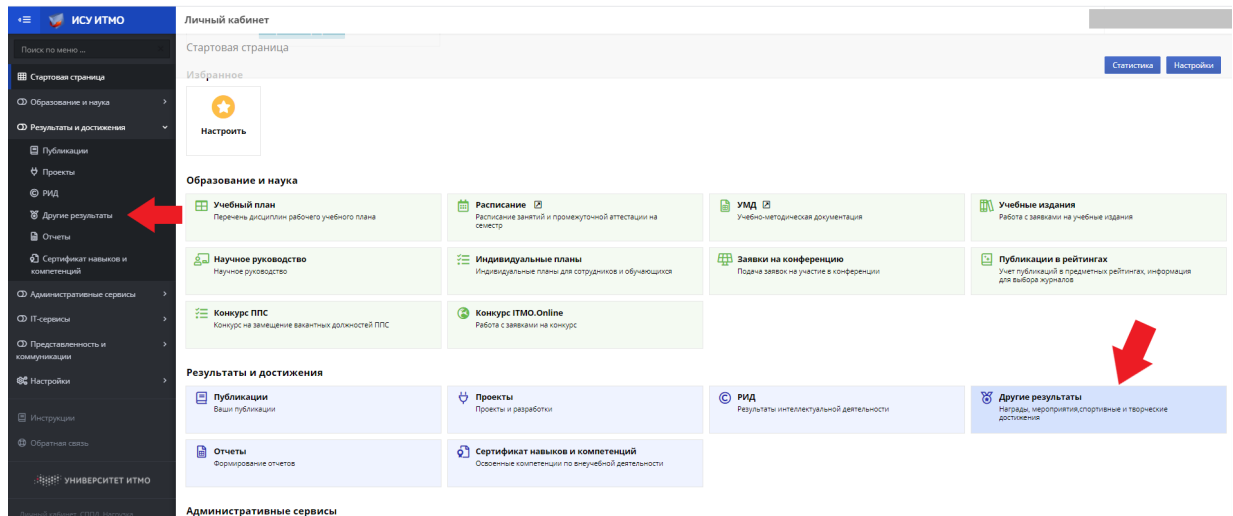 ИСУ ИТМО
Личный кабинет
Поиск по меню ...
Стартовая страница
Образование и наука
Результаты и достижения
Публикации
Проекты
РИД
Другие результаты
Отчеты
Сертификат навыков и
компетенций
Административные сервисы
IT-сервисы
Представленность и
коммуникации
Настройки
Инструкции
Обратная связь
УНИВЕРСИТЕТ ИТМО
Личный кабинет, СППД, Нагрузка
Стартовая страница
Статистика Настройки
Избранное
Настроить
Образование и наука
Учебный план
Перечень дисциплин рабочего учебного плана
Расписание
Расписание занятий и промежуточной аттестации на
семестр
УМД
Учебно-методическая документация
Учебные издания
Работа с заявками на учебные издания
Научное руководство
Научное руководство
Индивидуальные планы
Индивидуальные планы для сотрудников и обучающихся
Заявки на конференцию
Подача заявок на участие в конференции
Публикации в рейтингах
Учет публикаций в предметных рейтингах, информация
для выбора журналов
Конкурс ППС
Конкурс на замещение вакантных должностей ППС
Конкурс ITMO.Online
Работа с заявками на конкурс
Результаты и достижения
Публикации
Ваши публикации
Проекты
Проекты и разработки
РИД
Результаты интеллектуальной деятельности
Другие результаты
Награды, мероприятия,спортивные и творческие
достижения
Отчеты
Формирование отчетов
Сертификат навыков и компетенций
Освоенные компетенции по внеучебной деятельности
Административные сервисы